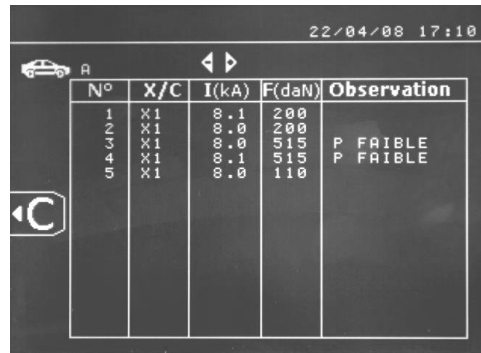 22/04/08 17:10
A
N° X/C I(kA) F(daN) Observation
1 X1 8.1 200
2 X1 8.0 200
3 X1 8.0 515 P FAIBLE
4 X1 8.1 515 P FAIBLE
5 X1 8.0 110
C